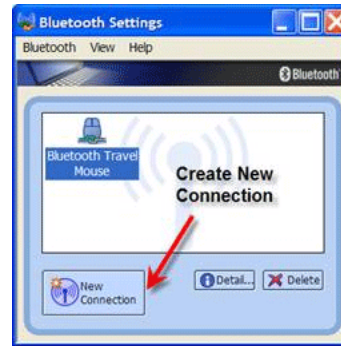 Bluetooth Settings
Bluetooth View Help
Bluetooth
Bluetooth Travel
Mouse
Create New
Connection
New
Connection
Detail...
Delete